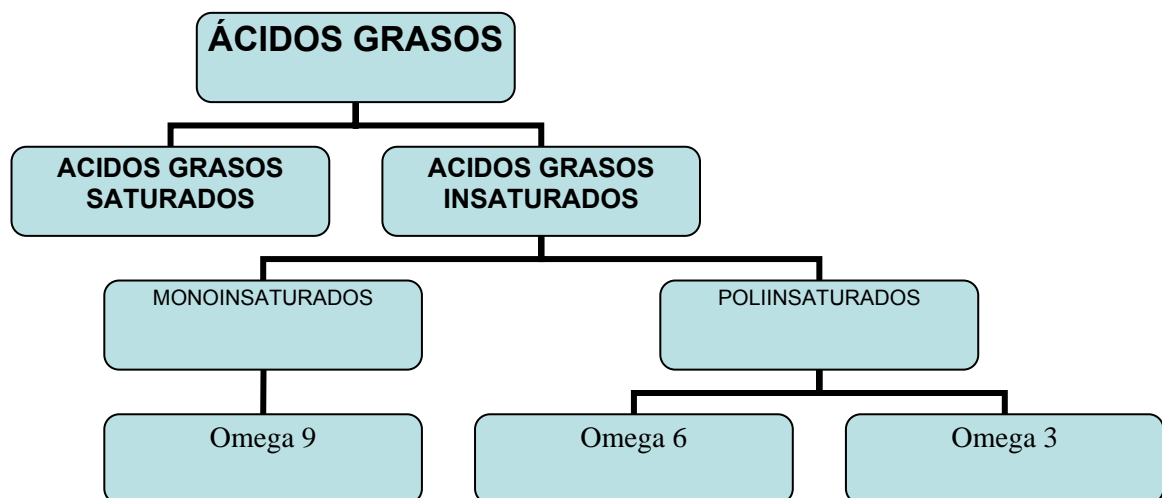 ÁCIDOS GRASOS
ACIDOS GRASOS
SATURADOS
ACIDOS GRASOS
INSATURADOS
MONOINSATURADOS
POLIINSATURADOS
Omega 9
Omega 6
Omega 3